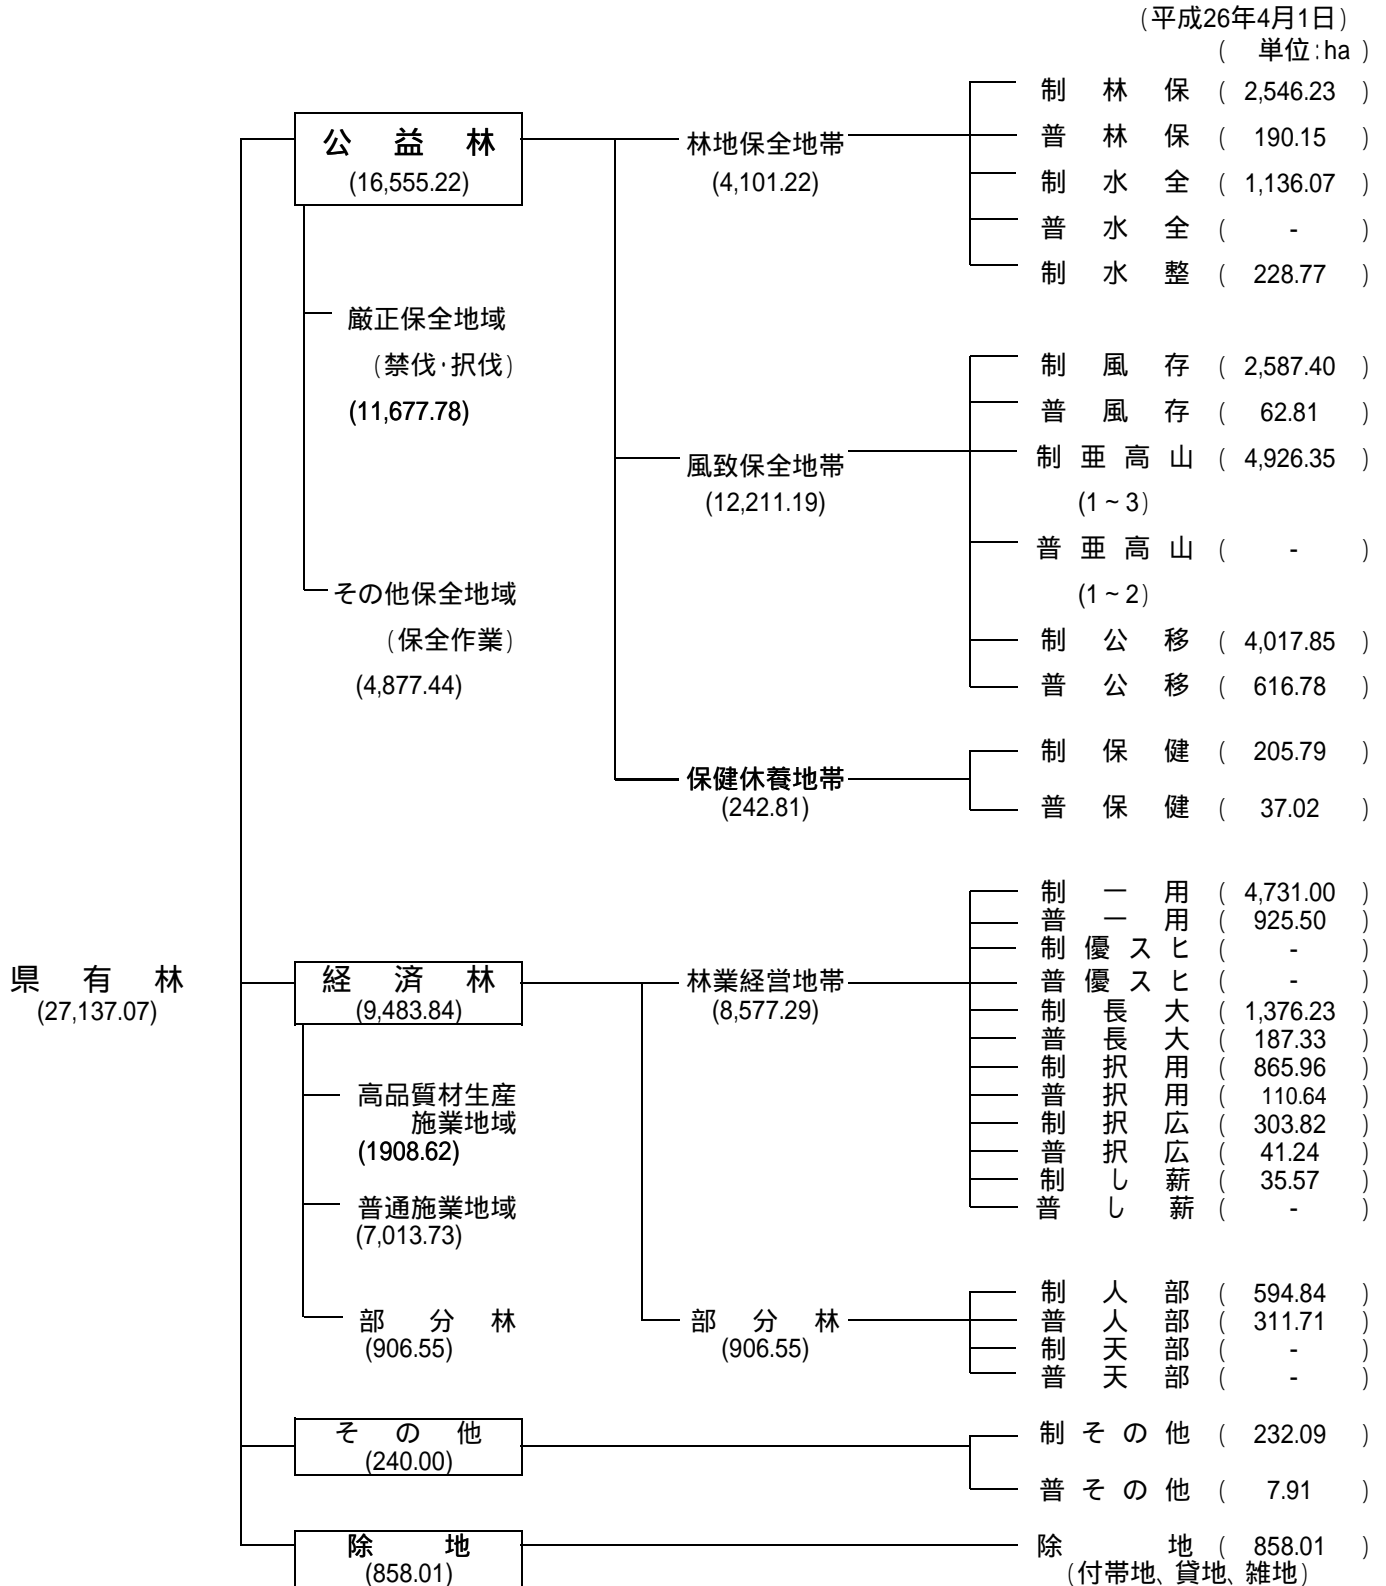 (平成26年4月1日)
( 単位:ha )
公 益 林
(16,555.22)
厳正保全地域
(禁伐・択伐)
(11,677.78)
その他保全地域
(保全作業)
(4,877.44)
林地保全地帯
(4,101.22)
制 林 保 ( 2,546.23 )
普 林 保 ( 190.15 )
制 水 全 ( 1,136.07 )
普 水 全 ( - )
制 水 整 ( 228.77 )
風致保全地帯
(12,211.19)
制 風 存 ( 2,587.40 )
普 風 存 ( 62.81 )
制 亜 高 山 ( 4,926.35 )
(1 ~ 3)
普 亜 高 山 ( - )
(1 ~ 2)
制 公 移 ( 4,017.85 )
普 公 移 ( 616.78 )
保健休養地帯
(242.81)
制 保 健 ( 205.79 )
普 保 健 ( 37.02 )
県 有 林
(27,137.07)
経 済 林
(9,483.84)
高品質材生産
施業地域
(1908.62)
普通施業地域
(7,013.73)
部 分 林
(906.55)
林業経営地帯
(8,577.29)
制 一 用 ( 4,731.00 )
普 一 用 ( 925.50 )
制 優 ス ヒ ( - )
普 優 ス ヒ ( - )
制 長 大 ( 1,376.23 )
普 長 大 ( 187.33 )
制 択 用 ( 865.96 )
普 択 用 ( 110.64 )
制 択 広 ( 303.82 )
普 択 広 ( 41.24 )
制 し 薪 ( 35.57 )
普 し 薪 ( - )
部 分 林
(906.55)
制 人 部 ( 594.84 )
普 人 部 ( 311.71 )
制 天 部 ( - )
普 天 部 ( - )
そ の 他
(240.00)
制 そ の 他 ( 232.09 )
普 そ の 他 ( 7.91 )
除 地
(858.01)
除 地 ( 858.01 )
(付帯地、貸地、雑地)